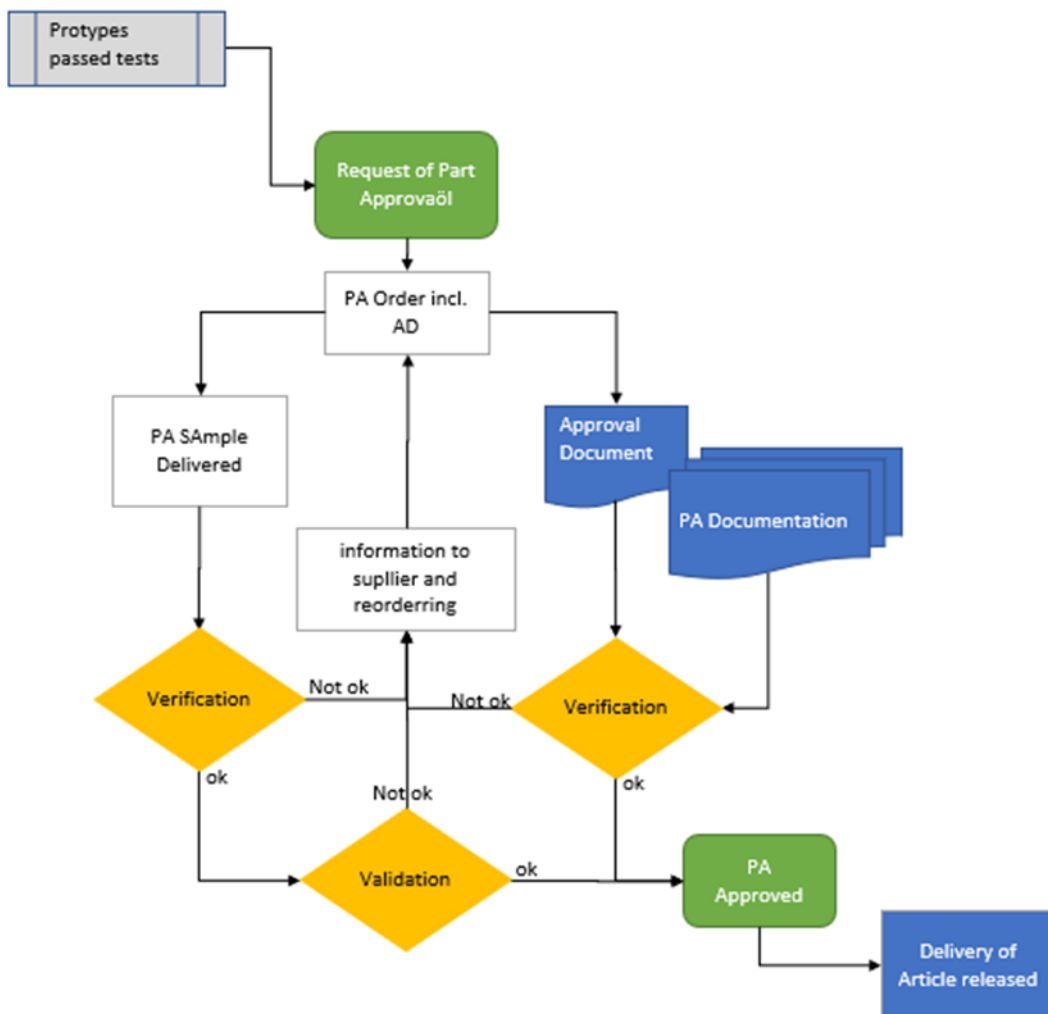 Protypes
passed tests
Request of Part
Approvaöl
PA Order incl.
AD
PA SAmple
Delivered
Approval
Document
PA Documentation
information to
supllier and
reorderring
Verification
Not ok
Not ok
Verification
ok
Not ok
ok
Validation
ok
PA
Approved
Delivery of
Article released